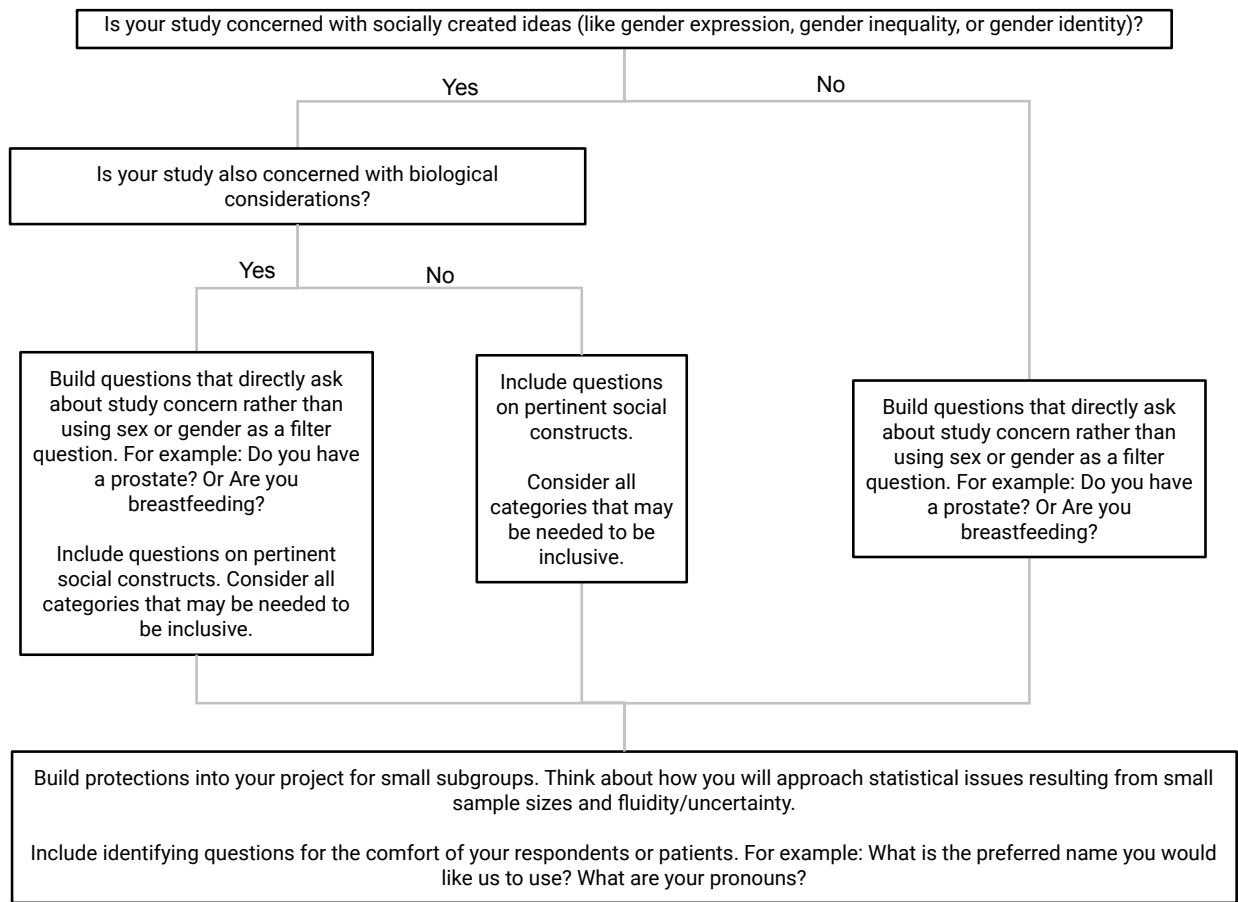 Is your study concerned with socially created ideas (like gender expression, gender inequality, or gender identity)?
Yes
No
Is your study also concerned with biological
considerations?
Yes
No
Build questions that directly ask
about study concern rather than
using sex or gender as a filter
question. For example: Do you have
a prostate? Or Are you
breastfeeding?
Include questions on pertinent
social constructs. Consider all
categories that may be needed to
be inclusive.
Include questions
on pertinent social
constructs.
Consider all
categories that may
be needed to be
inclusive.
Build questions that directly ask
about study concern rather than
using sex or gender as a filter
question. For example: Do you have
a prostate? Or Are you
breastfeeding?
Build protections into your project for small subgroups. Think about how you will approach statistical issues resulting from small
sample sizes and fluidity/uncertainty.
Include identifying questions for the comfort of your respondents or patients. For example: What is the preferred name you would
like us to use? What are your pronouns?